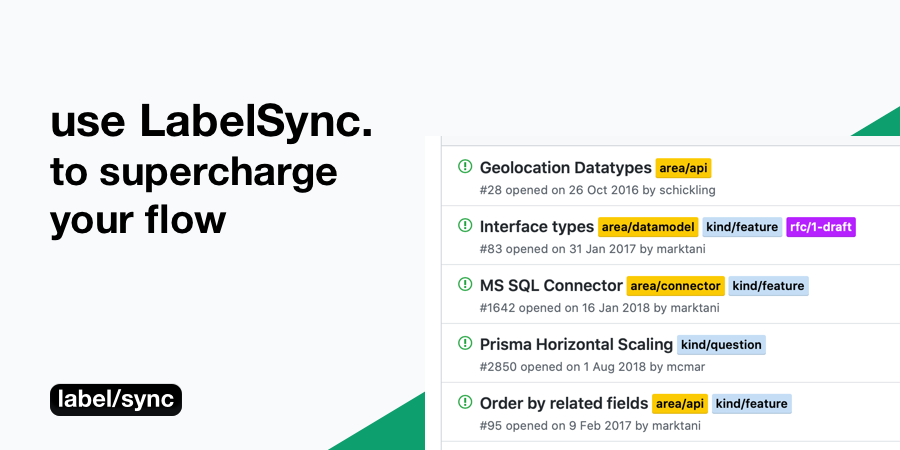 use LabelSync.
to supercharge
your flow
label/sync
Geolocation Datatypes area/api
#28 opened on 26 Oct 2016 by schickling
Interface types area/datamodel kind/feature rfc/1-draft
#83 opened on 31 Jan 2017 by marktani
MS SQL Connector area/connector kind/feature
#1642 opened on 16 Jan 2018 by marktani
Prisma Horizontal Scaling kind/question
#2850 opened on 1 Aug 2018 by mcmar
Order by related fields area/api kind/feature
#95 opened on 9 Feb 2017 by marktani